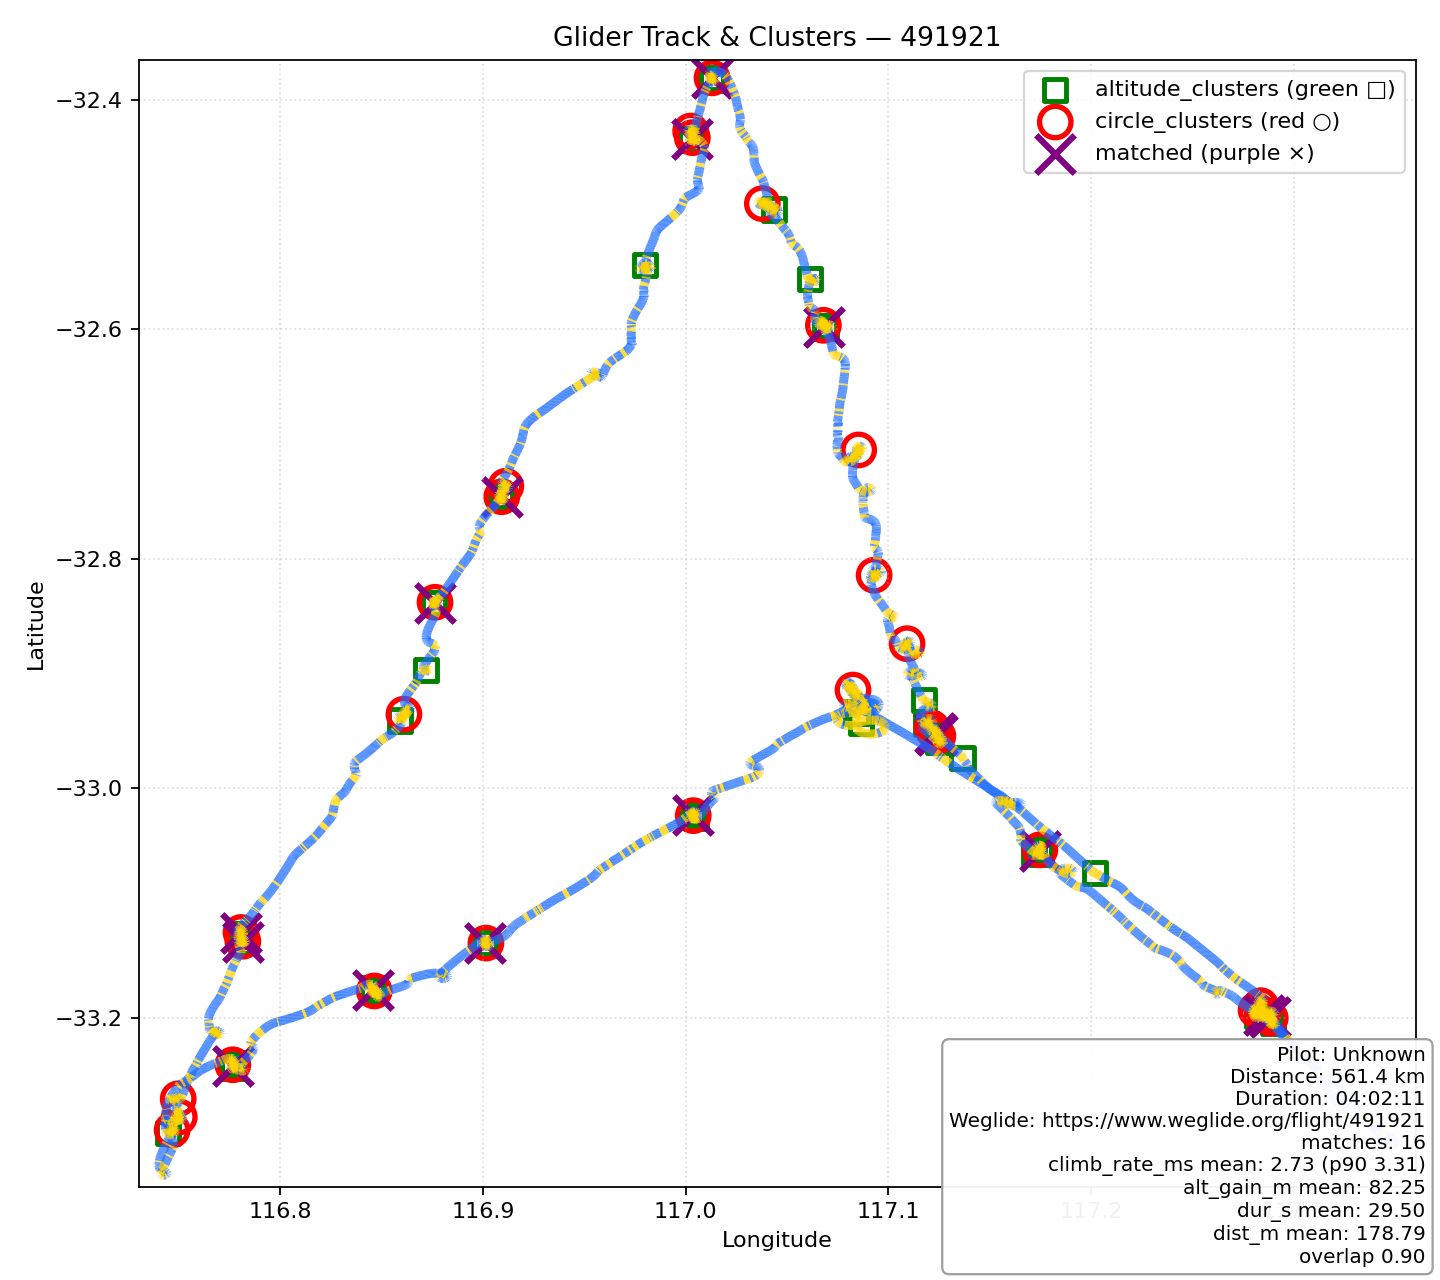 Glider Track & Clusters — 491921
altitude_clusters (green □)
circle_clusters (red ○)
matched (purple ×)
−32.4
−32.6
−32.8
−33.0
−33.2
Latitude
116.8
116.9
117.0
117.1
117.2
Longitude
Pilot: Unknown
Distance: 561.4 km
Duration: 04:02:11
Weglide: https://www.weglide.org/flight/491921
matches: 16
climb_rate_ms mean: 2.73 (p90 3.31)
alt_gain_m mean: 82.25
dur_s mean: 29.50
dist_m mean: 178.79
overlap 0.90